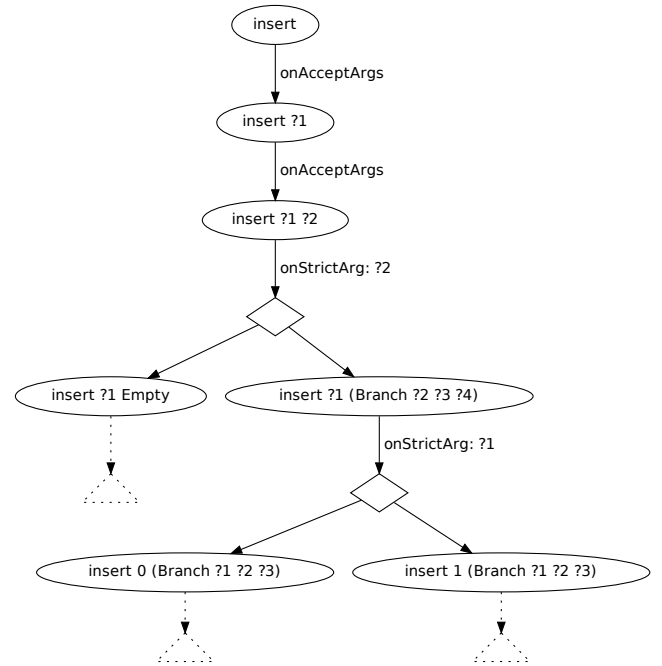 insert
onAcceptArgs
insert ?1
onAcceptArgs
insert ?1 ?2
onStrictArg: ?2
insert ?1 Empty
insert ?1 (Branch ?2 ?3 ?4)
onStrictArg: ?1
insert 0 (Branch ?1 ?2 ?3)
insert 1 (Branch ?1 ?2 ?3)